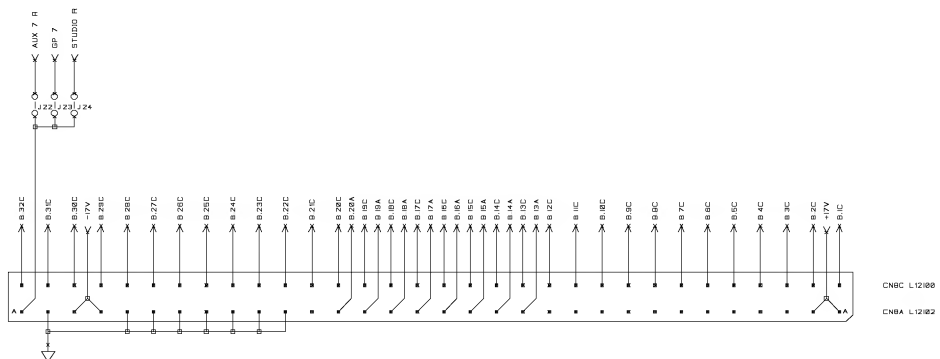 AUX 7 R
GP 7
STUDIO R
J22
J23
J24
B.32C
B.31C
B.30C
-17V
B.29C
B.28C
B.27C
B.26C
B.25C
B.24C
B.23C
B.22C
B.21C
B.20C
B.20A
B.19C
B.19A
B.18C
B.18A
B.17C
B.17A
B.16C
B.16A
B.15C
B.15A
B.14C
B.14A
B.13C
B.13A
B.12C
B.11C
B.10C
B.9C
B.8C
B.7C
B.6C
B.5C
B.4C
B.3C
B.2C
+17V
B.1C
CN8C L12100
A
A
CN8A L12102